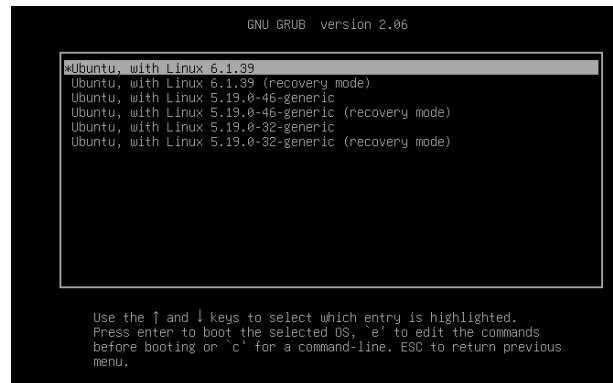 GNU GRUB  version 2.06
*Ubuntu, with Linux 6.1.39
Ubuntu, with Linux 6.1.39 (recovery mode)
Ubuntu, with Linux 5.19.0-46-generic
Ubuntu, with Linux 5.19.0-46-generic (recovery mode)
Ubuntu, with Linux 5.19.0-32-generic
Ubuntu, with Linux 5.19.0-32-generic (recovery mode)
Use the ↑ and ↓ keys to select which entry is highlighted.
Press enter to boot the selected OS, `e' to edit the commands
before booting or `c' for a command-line. ESC to return previous
menu.